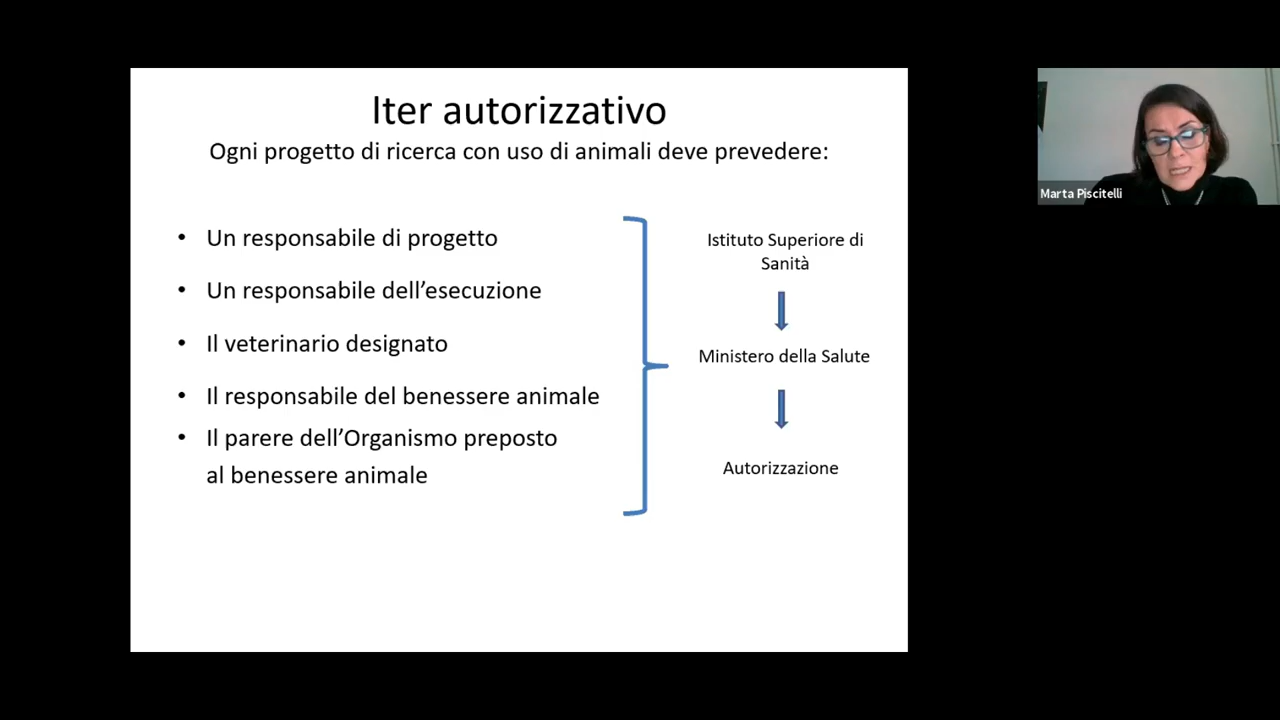 Iter autorizzativo
Ogni progetto di ricerca con uso di animali deve prevedere:
• Un responsabile di progetto
• Un responsabile dell’esecuzione
• Il veterinario designato
• Il responsabile del benessere animale
• Il parere dell’Organismo preposto
al benessere animale
Istituto Superiore di
Sanità
Ministero della Salute
Autorizzazione
Marta Piscitelli